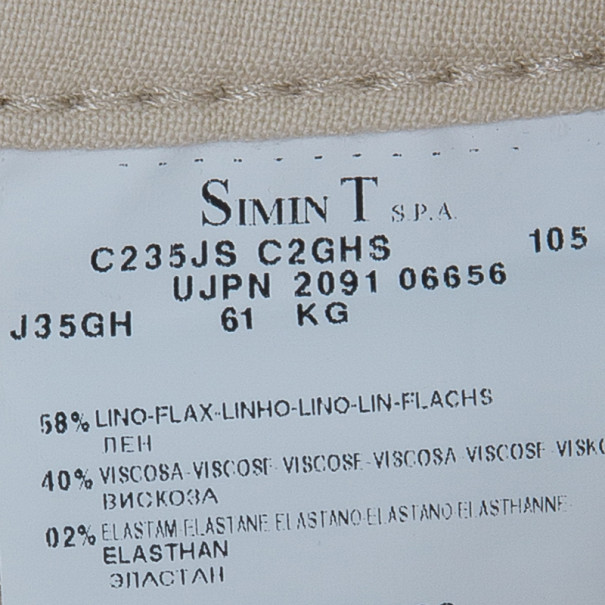 SIMIN T S.P.A.
C235JS C2GHS 105
UJPN 2091 06656
J35GH 61 KG
58% LINO-FLAX-LINHO-LINO-LIN-FLACHS
ЛЕН
40% VISCOSA-VISCOSE-VISCOSE-VISCOSA-VISCOSE-VISK
ВИСКОЗА
02% ELASTAM-ELASTANE-ELASTANO-ELASTANO-ELASTHANNE-
ELASTHAN
ЭЛАСТАН